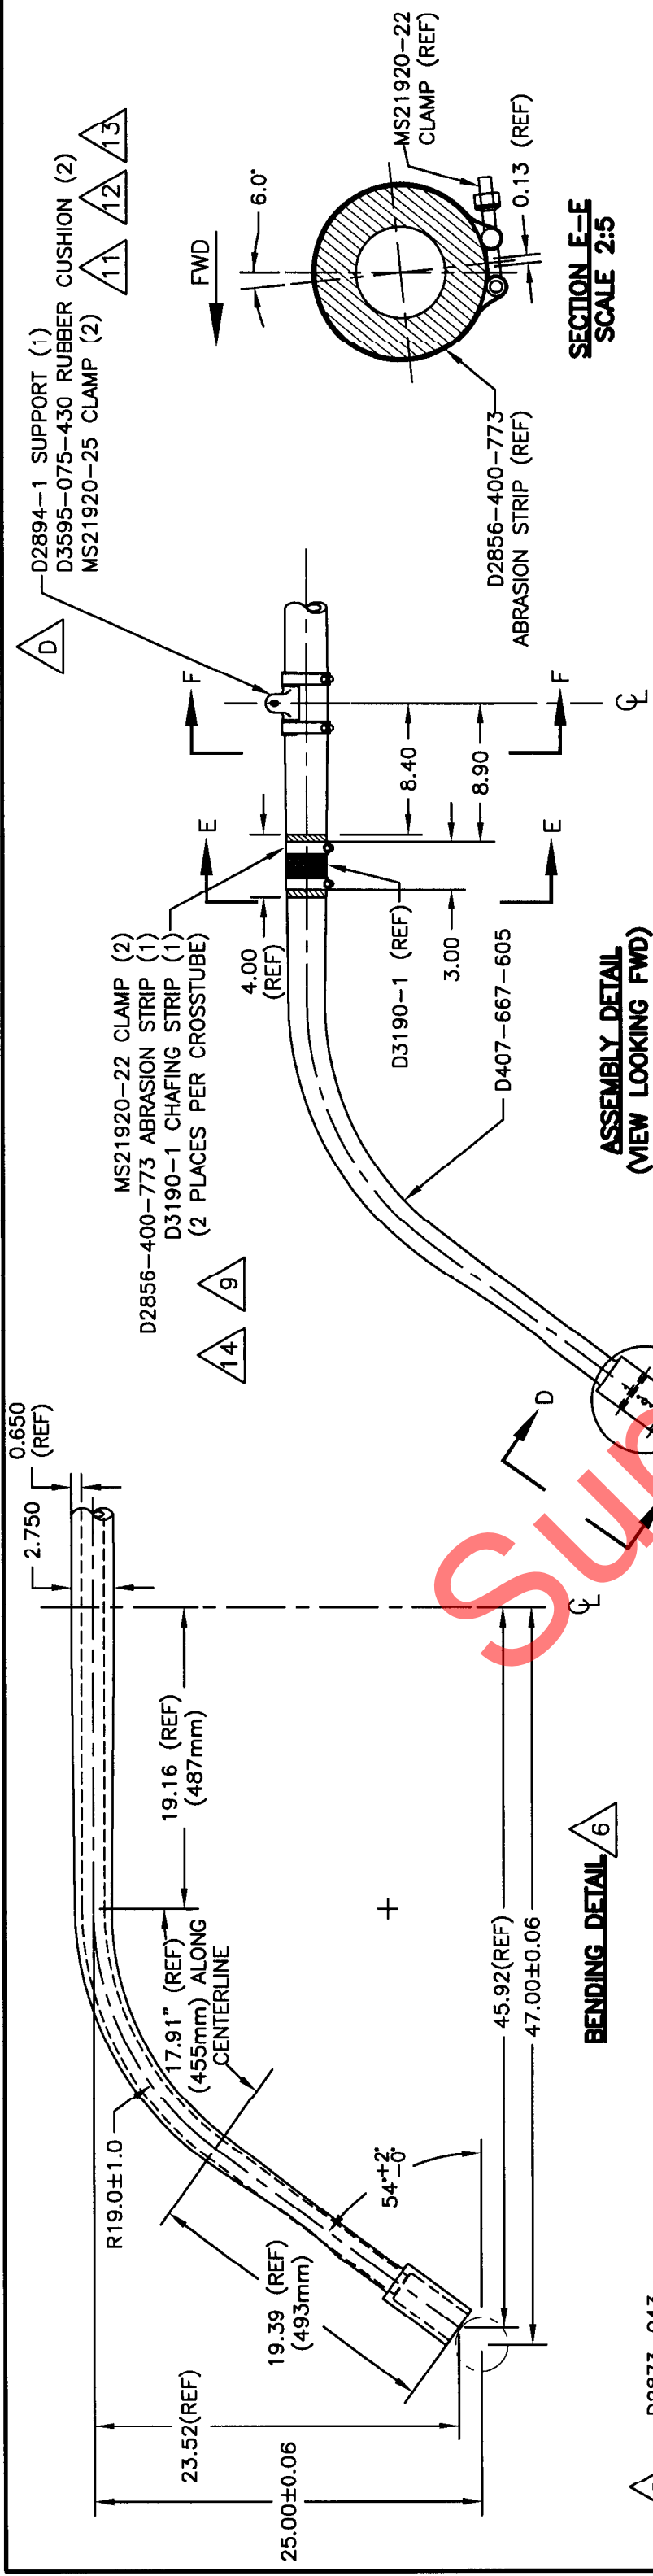 0.650
(REF)
2.750
R19.0±1.0
17.91" (REF)
(455mm) ALONG
CENTERLINE
19.16 (REF)
(487mm)
19.39 (REF)
(493mm)
54°+2°
-0°
23.52(REF)
25.00±0.06
45.92(REF)
47.00±0.06
℄
BENDING DETAIL
6
14
9
MS21920-22 CLAMP (2)
D2856-400-773 ABRASION STRIP (1)
D3190-1 CHAFING STRIP (1)
(2 PLACES PER CROSSTUBE)
D
D2894-1 SUPPORT (1)
D3595-075-430 RUBBER CUSHION (2)
MS21920-25 CLAMP (2)
11
12
13
E
F
4.00
(REF)
D3190-1 (REF)
3.00
8.40
8.90
D407-667-605
E
F
℄
D
ASSEMBLY DETAIL
(VIEW LOOKING FWD)
FWD
6.0°
MS21920-22
CLAMP (REF)
0.13 (REF)
D2856-400-773
ABRASION STRIP (REF)
SECTION E-E
SCALE 2:5